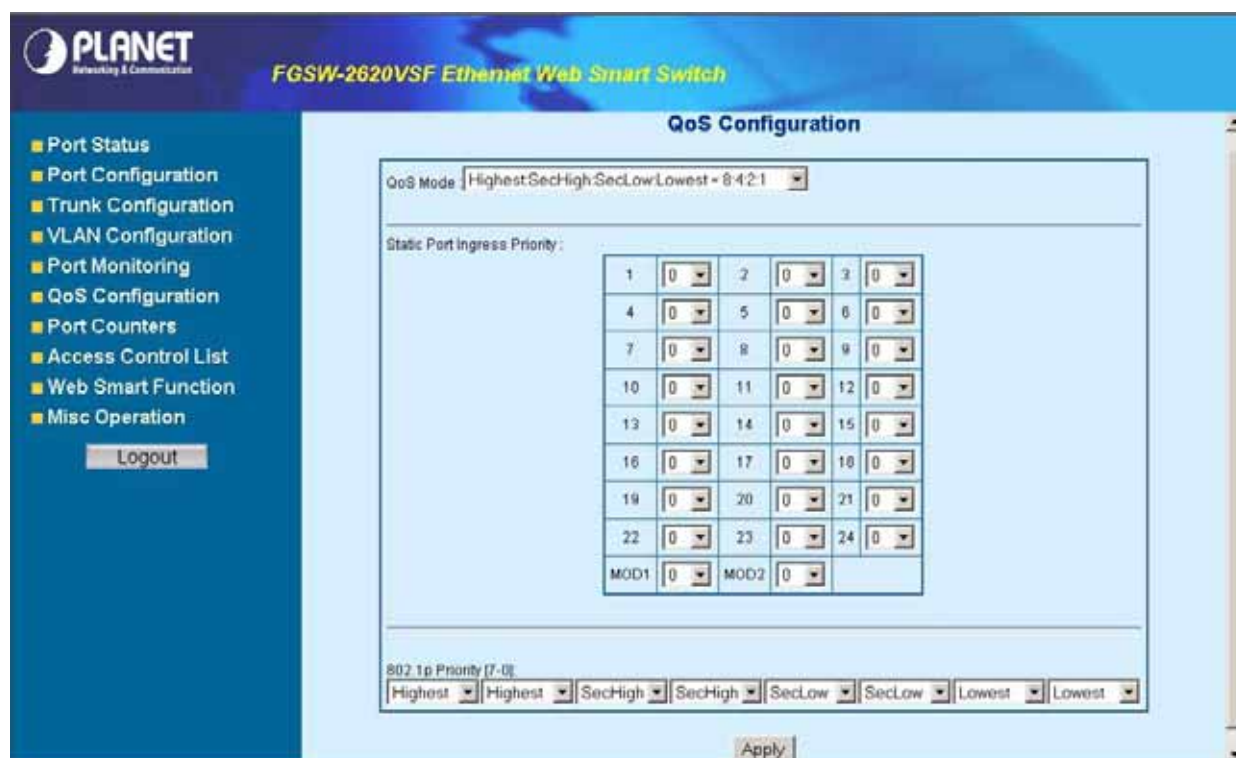 PLANET
Networking & Communication
FGSW-2620VSF Ethernet Web Smart Switch
Port Status
Port Configuration
Trunk Configuration
VLAN Configuration
Port Monitoring
QoS Configuration
Port Counters
Access Control List
Web Smart Function
Misc Operation
Logout
QoS Configuration
QoS Mode : Highest:SecHigh:SecLow:Lowest = 8:4:2:1
Static Port Ingress Priority :
1 0 2 0 3 0
4 0 5 0 6 0
7 0 8 0 9 0
10 0 11 0 12 0
13 0 14 0 15 0
16 0 17 0 18 0
19 0 20 0 21 0
22 0 23 0 24 0
MOD1 0 MOD2 0
802.1p Priority [7-0]:
Highest Highest SecHigh SecHigh SecLow SecLow Lowest Lowest
Apply